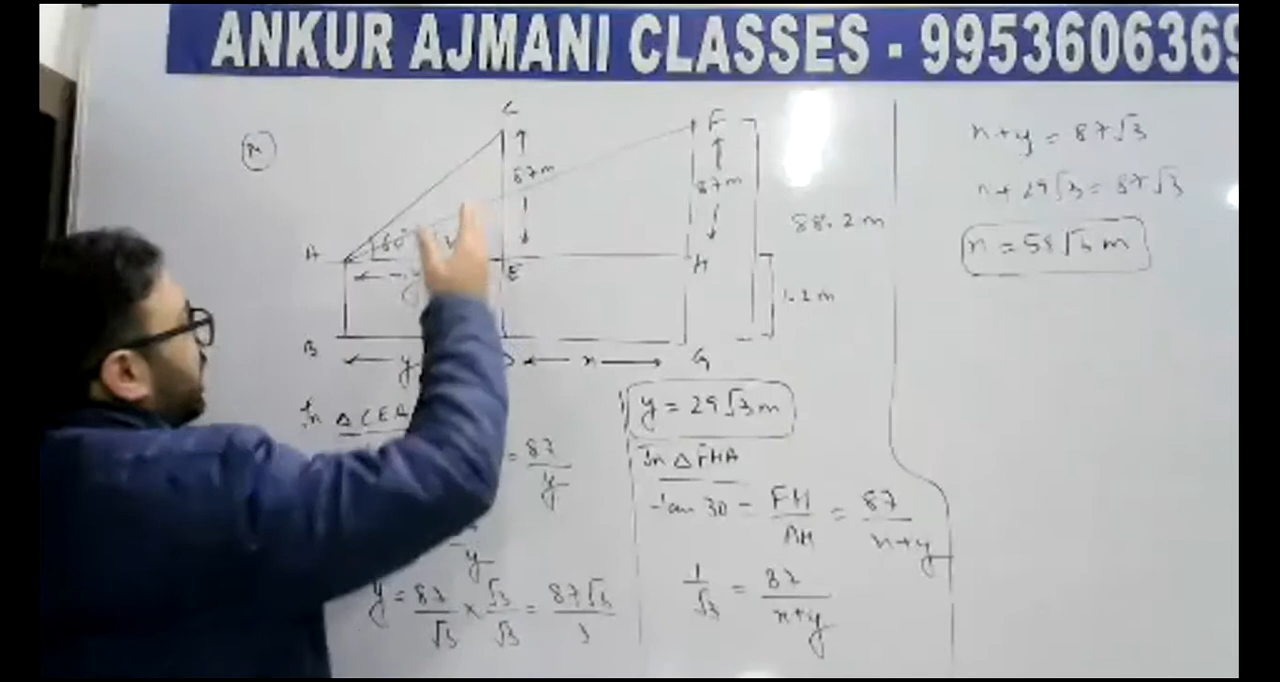 ANKUR AJMANI CLASSES - 9953606369
C
F
87m
87m
88.2m
A
60°
y
E
H
1.2m
B
y
D
x
G
In △CEA
= 87/y
y
y = 87/√3 × √3/√3 = 87√3/3
y = 29√3m
In △FHA
tan 30 = FH/AH = 87/x+y
1/√3 = 87/x+y
x+y = 87√3
x+29√3 = 87√3
x = 58√3 m